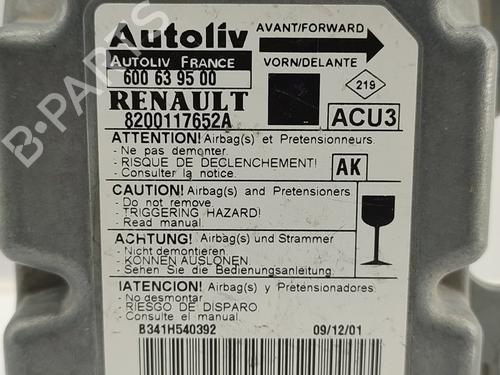 Autoliv
AVANT/FORWARD
AUTOLIV FRANCE
VORN/DELANTE
600 63 95 00
RENAULT
219
8200117652A
ACU3
ATTENTION! Airbag(s) et Pretensionneurs.
- Ne pas demonter.
- RISQUE DE DECLENCHEMENT!
- Consulter la notice.
AK
CAUTION! Airbag(s) and Pretensioners
- Do not remove.
- TRIGGERING HAZARD!
- Read manual.
ACHTUNG! Airbag(s) und Strammer
- Nicht demontieren
- KÖNNEN AUSLÖSEN.
- Sehen Sie die Bedienungsanleitung.
!ATENCION! Airbag(s) y Pretensionadores.
- No desmontar
- RIESGO DE DISPARO
- Consulte el manual.
B341H540392
09/12/01
B-PARTS